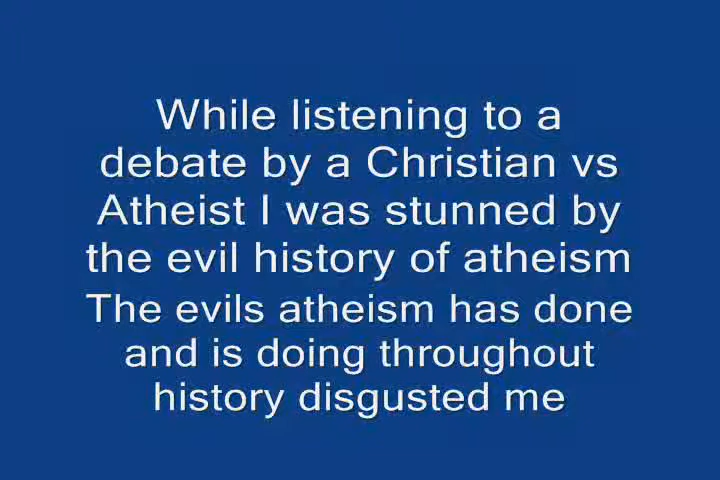 While listening to a
debate by a Christian vs
Atheist I was stunned by
the evil history of atheism
The evils atheism has done
and is doing throughout
history disgusted me